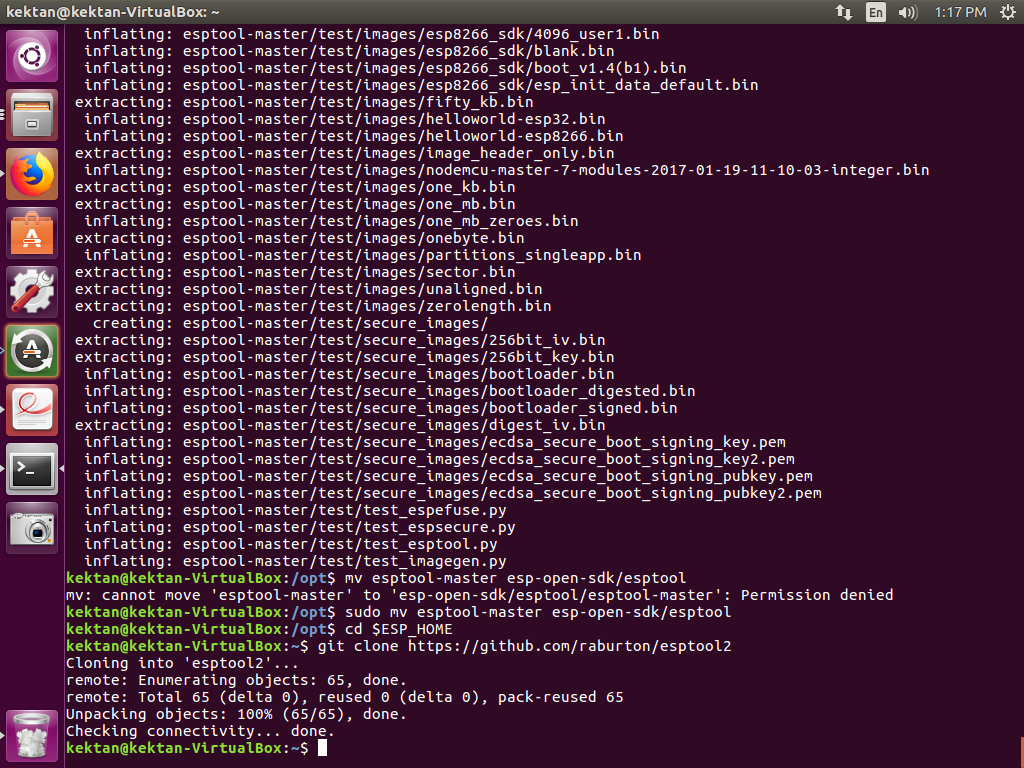 kektan@kektan-VirtualBox: ~
En
1:17 PM
inflating: esptool-master/test/images/esp8266_sdk/4096_user1.bin
inflating: esptool-master/test/images/esp8266_sdk/blank.bin
inflating: esptool-master/test/images/esp8266_sdk/boot_v1.4(b1).bin
inflating: esptool-master/test/images/esp8266_sdk/esp_init_data_default.bin
extracting: esptool-master/test/images/fifty_kb.bin
inflating: esptool-master/test/images/helloworld-esp32.bin
inflating: esptool-master/test/images/helloworld-esp8266.bin
extracting: esptool-master/test/images/image_header_only.bin
inflating: esptool-master/test/images/nodemcu-master-7-modules-2017-01-19-11-10-03-integer.bin
extracting: esptool-master/test/images/one_kb.bin
extracting: esptool-master/test/images/one_mb.bin
inflating: esptool-master/test/images/one_mb_zeroes.bin
extracting: esptool-master/test/images/onebyte.bin
inflating: esptool-master/test/images/partitions_singleapp.bin
extracting: esptool-master/test/images/sector.bin
extracting: esptool-master/test/images/unaligned.bin
extracting: esptool-master/test/images/zerolength.bin
creating: esptool-master/test/secure_images/
extracting: esptool-master/test/secure_images/256bit_iv.bin
extracting: esptool-master/test/secure_images/256bit_key.bin
inflating: esptool-master/test/secure_images/bootloader.bin
inflating: esptool-master/test/secure_images/bootloader_digested.bin
inflating: esptool-master/test/secure_images/bootloader_signed.bin
extracting: esptool-master/test/secure_images/digest_iv.bin
inflating: esptool-master/test/secure_images/ecdsa_secure_boot_signing_key.pem
inflating: esptool-master/test/secure_images/ecdsa_secure_boot_signing_key2.pem
inflating: esptool-master/test/secure_images/ecdsa_secure_boot_signing_pubkey.pem
inflating: esptool-master/test/secure_images/ecdsa_secure_boot_signing_pubkey2.pem
inflating: esptool-master/test/test_espefuse.py
inflating: esptool-master/test/test_espsecure.py
inflating: esptool-master/test/test_esptool.py
inflating: esptool-master/test/test_imagegen.py
kektan@kektan-VirtualBox:/opt$ mv esptool-master esp-open-sdk/esptool
mv: cannot move 'esptool-master' to 'esp-open-sdk/esptool/esptool-master': Permission denied
kektan@kektan-VirtualBox:/opt$ sudo mv esptool-master esp-open-sdk/esptool
kektan@kektan-VirtualBox:/opt$ cd $ESP_HOME
kektan@kektan-VirtualBox:~$ git clone https://github.com/raburton/esptool2
Cloning into 'esptool2'...
remote: Enumerating objects: 65, done.
remote: Total 65 (delta 0), reused 0 (delta 0), pack-reused 65
Unpacking objects: 100% (65/65), done.
Checking connectivity... done.
kektan@kektan-VirtualBox:~$